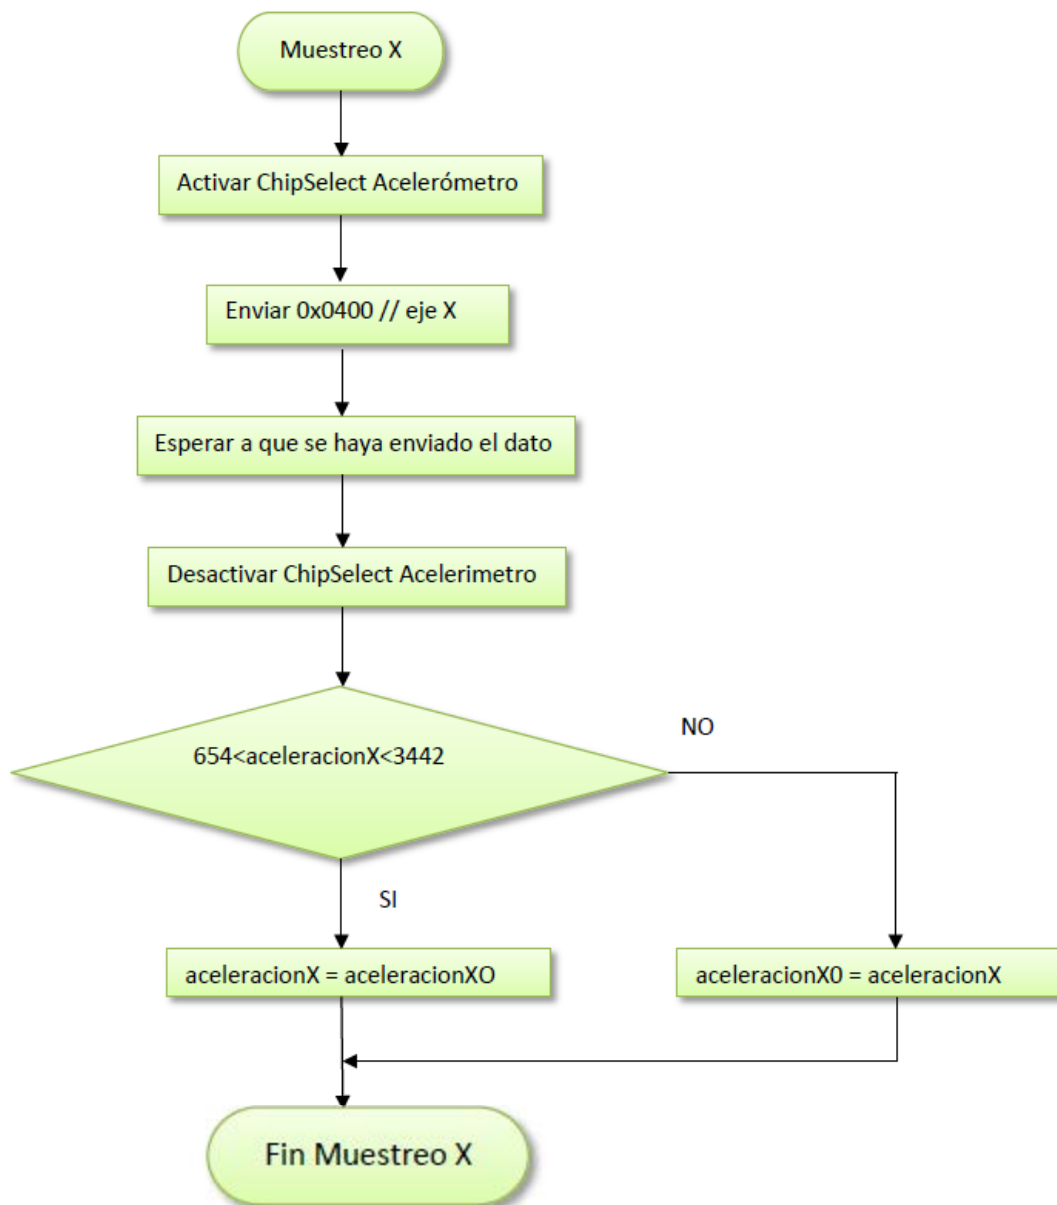 Muestreo X
Activar ChipSelect Acelerómetro
Enviar 0x0400 // eje X
Esperar a que se haya enviado el dato
Desactivar ChipSelect Acelerimetro
654<aceleracionX<3442
NO
SI
aceleracionX = aceleracionXO
aceleracionX0 = aceleracionX
Fin Muestreo X